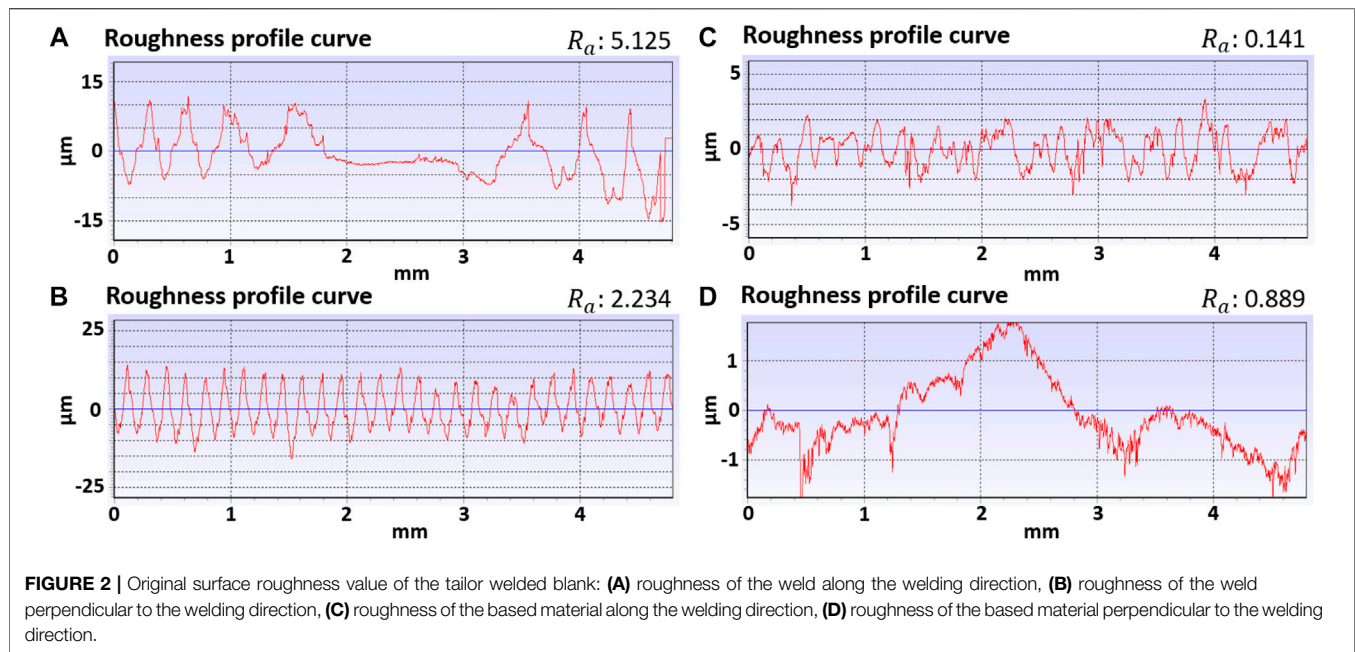 A Roughness profile curve Rₐ: 5.125
15
0
-15
μm
0 1 2 3 4
mm
B Roughness profile curve Rₐ: 2.234
25
0
-25
μm
0 1 2 3 4
mm
C Roughness profile curve Rₐ: 0.141
5
0
-5
μm
0 1 2 3 4
mm
D Roughness profile curve Rₐ: 0.889
1
0
-1
μm
0 1 2 3 4
mm
FIGURE 2 | Original surface roughness value of the tailor welded blank: (A) roughness of the weld along the welding direction, (B) roughness of the weld
perpendicular to the welding direction, (C) roughness of the based material along the welding direction, (D) roughness of the based material perpendicular to the welding
direction.